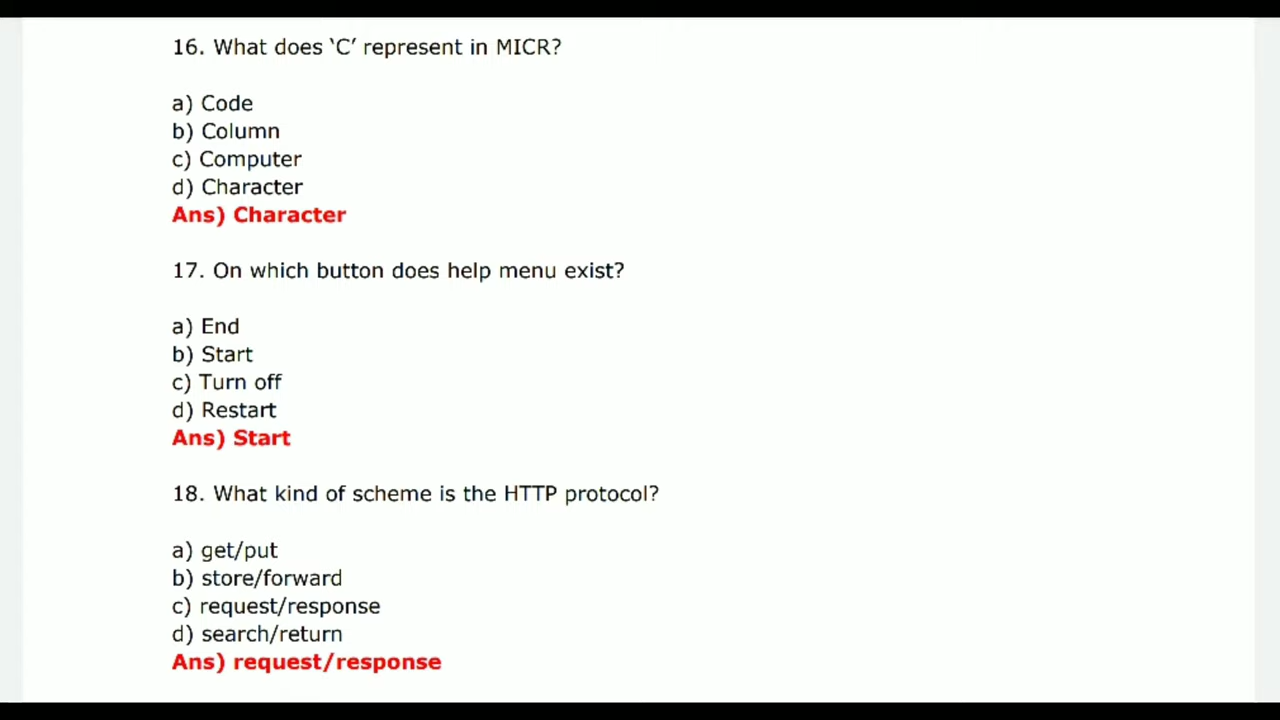 16. What does ‘C’ represent in MICR?
a) Code
b) Column
c) Computer
d) Character
Ans) Character
17. On which button does help menu exist?
a) End
b) Start
c) Turn off
d) Restart
Ans) Start
18. What kind of scheme is the HTTP protocol?
a) get/put
b) store/forward
c) request/response
d) search/return
Ans) request/response